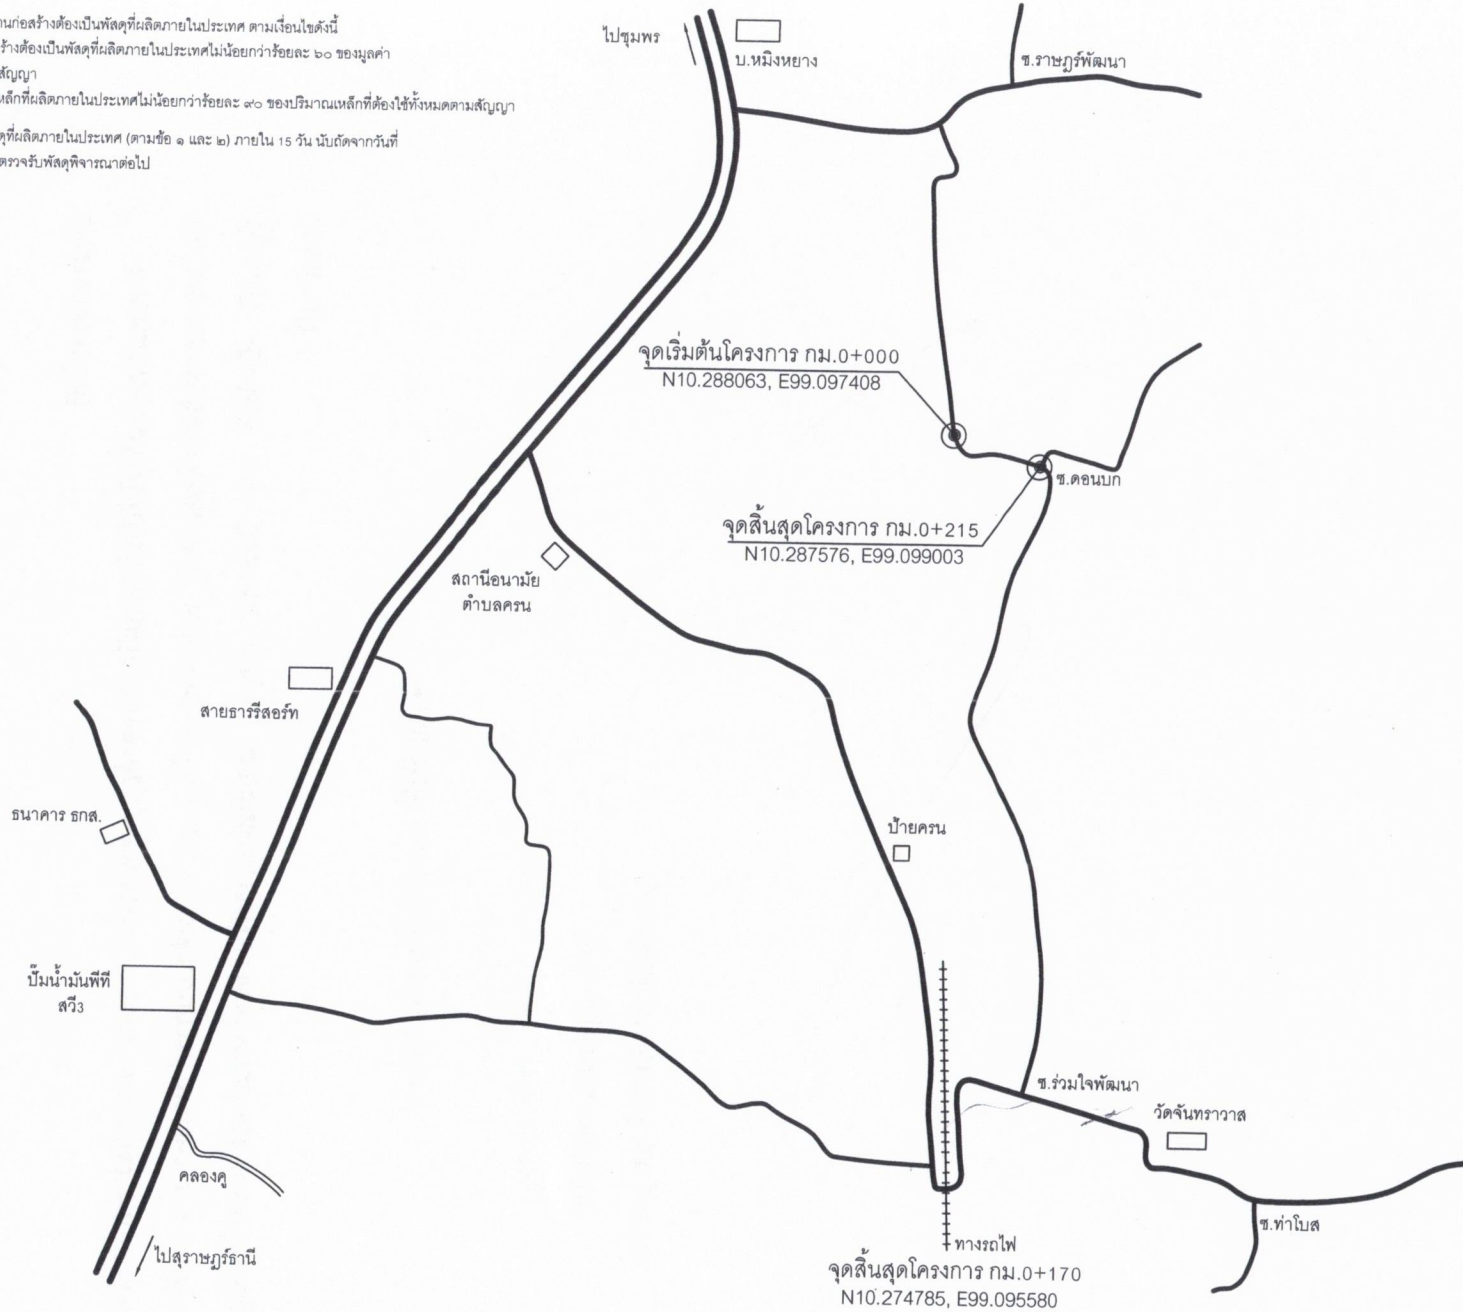 านก่อสร้างต้องเป็นพัสดุที่ผลิตภายในประเทศ ตามเงื่อนไขดังนี้
ร้างต้องเป็นพัสดุที่ผลิตภายในประเทศไม่น้อยกว่าร้อยละ ๖๐ ของมูลค่า
สัญญา
หล็กที่ผลิตภายในประเทศไม่น้อยกว่าร้อยละ ๙๐ ของปริมาณเหล็กที่ต้องใช้ทั้งหมดตามสัญญา
ดุที่ผลิตภายในประเทศ (ตามข้อ ๑ และ ๒) ภายใน 15 วัน นับถัดจากวันที่
ตรวจรับพัสดุพิจารณาต่อไป
ไปชุมพร
บ.หมิงหยาง
ซ.ราษฎร์พัฒนา
จุดเริ่มต้นโครงการ กม.0+000
N10.288063, E99.097408
ซ.ดอนบก
จุดสิ้นสุดโครงการ กม.0+215
N10.287576, E99.099003
สถานีอนามัย
ตำบลครน
สายธารรีสอร์ท
ธนาคาร ธกส.
ป้ายครน
ปั๊มน้ำมันพีที
สวี3
ซ.ร่วมใจพัฒนา
วัดจันทราวาส
คลองคู
ซ.ท่าโบส
ทางรถไฟ
ไปสุราษฎร์ธานี
จุดสิ้นสุดโครงการ กม.0+170
N10.274785, E99.095580